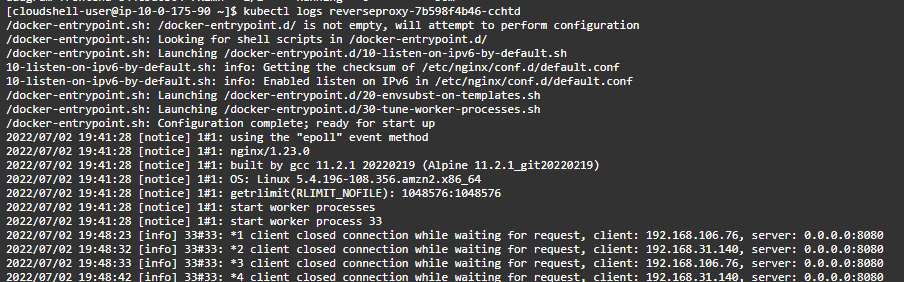 [cloudshell-user@ip-10-0-175-90 ~]$ kubectl logs reverseproxy-7b598f4b46-cchtd
/docker-entrypoint.sh: /docker-entrypoint.d/ is not empty, will attempt to perform configuration
/docker-entrypoint.sh: Looking for shell scripts in /docker-entrypoint.d/
/docker-entrypoint.sh: Launching /docker-entrypoint.d/10-listen-on-ipv6-by-default.sh
10-listen-on-ipv6-by-default.sh: info: Getting the checksum of /etc/nginx/conf.d/default.conf
10-listen-on-ipv6-by-default.sh: info: Enabled listen on IPv6 in /etc/nginx/conf.d/default.conf
/docker-entrypoint.sh: Launching /docker-entrypoint.d/20-envsubst-on-templates.sh
/docker-entrypoint.sh: Launching /docker-entrypoint.d/30-tune-worker-processes.sh
/docker-entrypoint.sh: Configuration complete; ready for start up
2022/07/02 19:41:28 [notice] 1#1: using the "epoll" event method
2022/07/02 19:41:28 [notice] 1#1: nginx/1.23.0
2022/07/02 19:41:28 [notice] 1#1: built by gcc 11.2.1 20220219 (Alpine 11.2.1_git20220219)
2022/07/02 19:41:28 [notice] 1#1: OS: Linux 5.4.196-108.356.amzn2.x86_64
2022/07/02 19:41:28 [notice] 1#1: getrlimit(RLIMIT_NOFILE): 1048576:1048576
2022/07/02 19:41:28 [notice] 1#1: start worker processes
2022/07/02 19:41:28 [notice] 1#1: start worker process 33
2022/07/02 19:48:23 [info] 33#33: *1 client closed connection while waiting for request, client: 192.168.106.76, server: 0.0.0.0:8080
2022/07/02 19:48:32 [info] 33#33: *2 client closed connection while waiting for request, client: 192.168.31.140, server: 0.0.0.0:8080
2022/07/02 19:48:33 [info] 33#33: *3 client closed connection while waiting for request, client: 192.168.106.76, server: 0.0.0.0:8080
2022/07/02 19:48:42 [info] 33#33: *4 client closed connection while waiting for request, client: 192.168.31.140, server: 0.0.0.0:8080